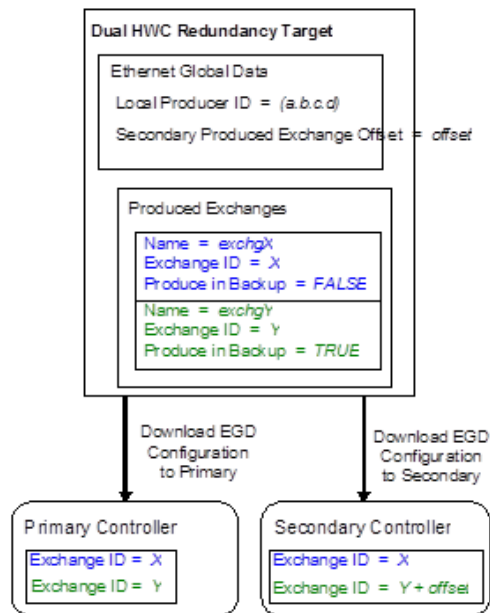 Dual HWC Redundancy Target
Ethernet Global Data
Local Producer ID = (a.b.c.d)
Secondary Produced Exchange Offset = offset
Produced Exchanges
Name = exchgX
Exchange ID = X
Produce in Backup = FALSE
Name = exchgY
Exchange ID = Y
Produce in Backup = TRUE
Download EGD
Configuration
to Primary
Download EGD
Configuration
to Secondary
Primary Controller
Exchange ID = X
Exchange ID = Y
Secondary Controller
Exchange ID = X
Exchange ID = Y + offset